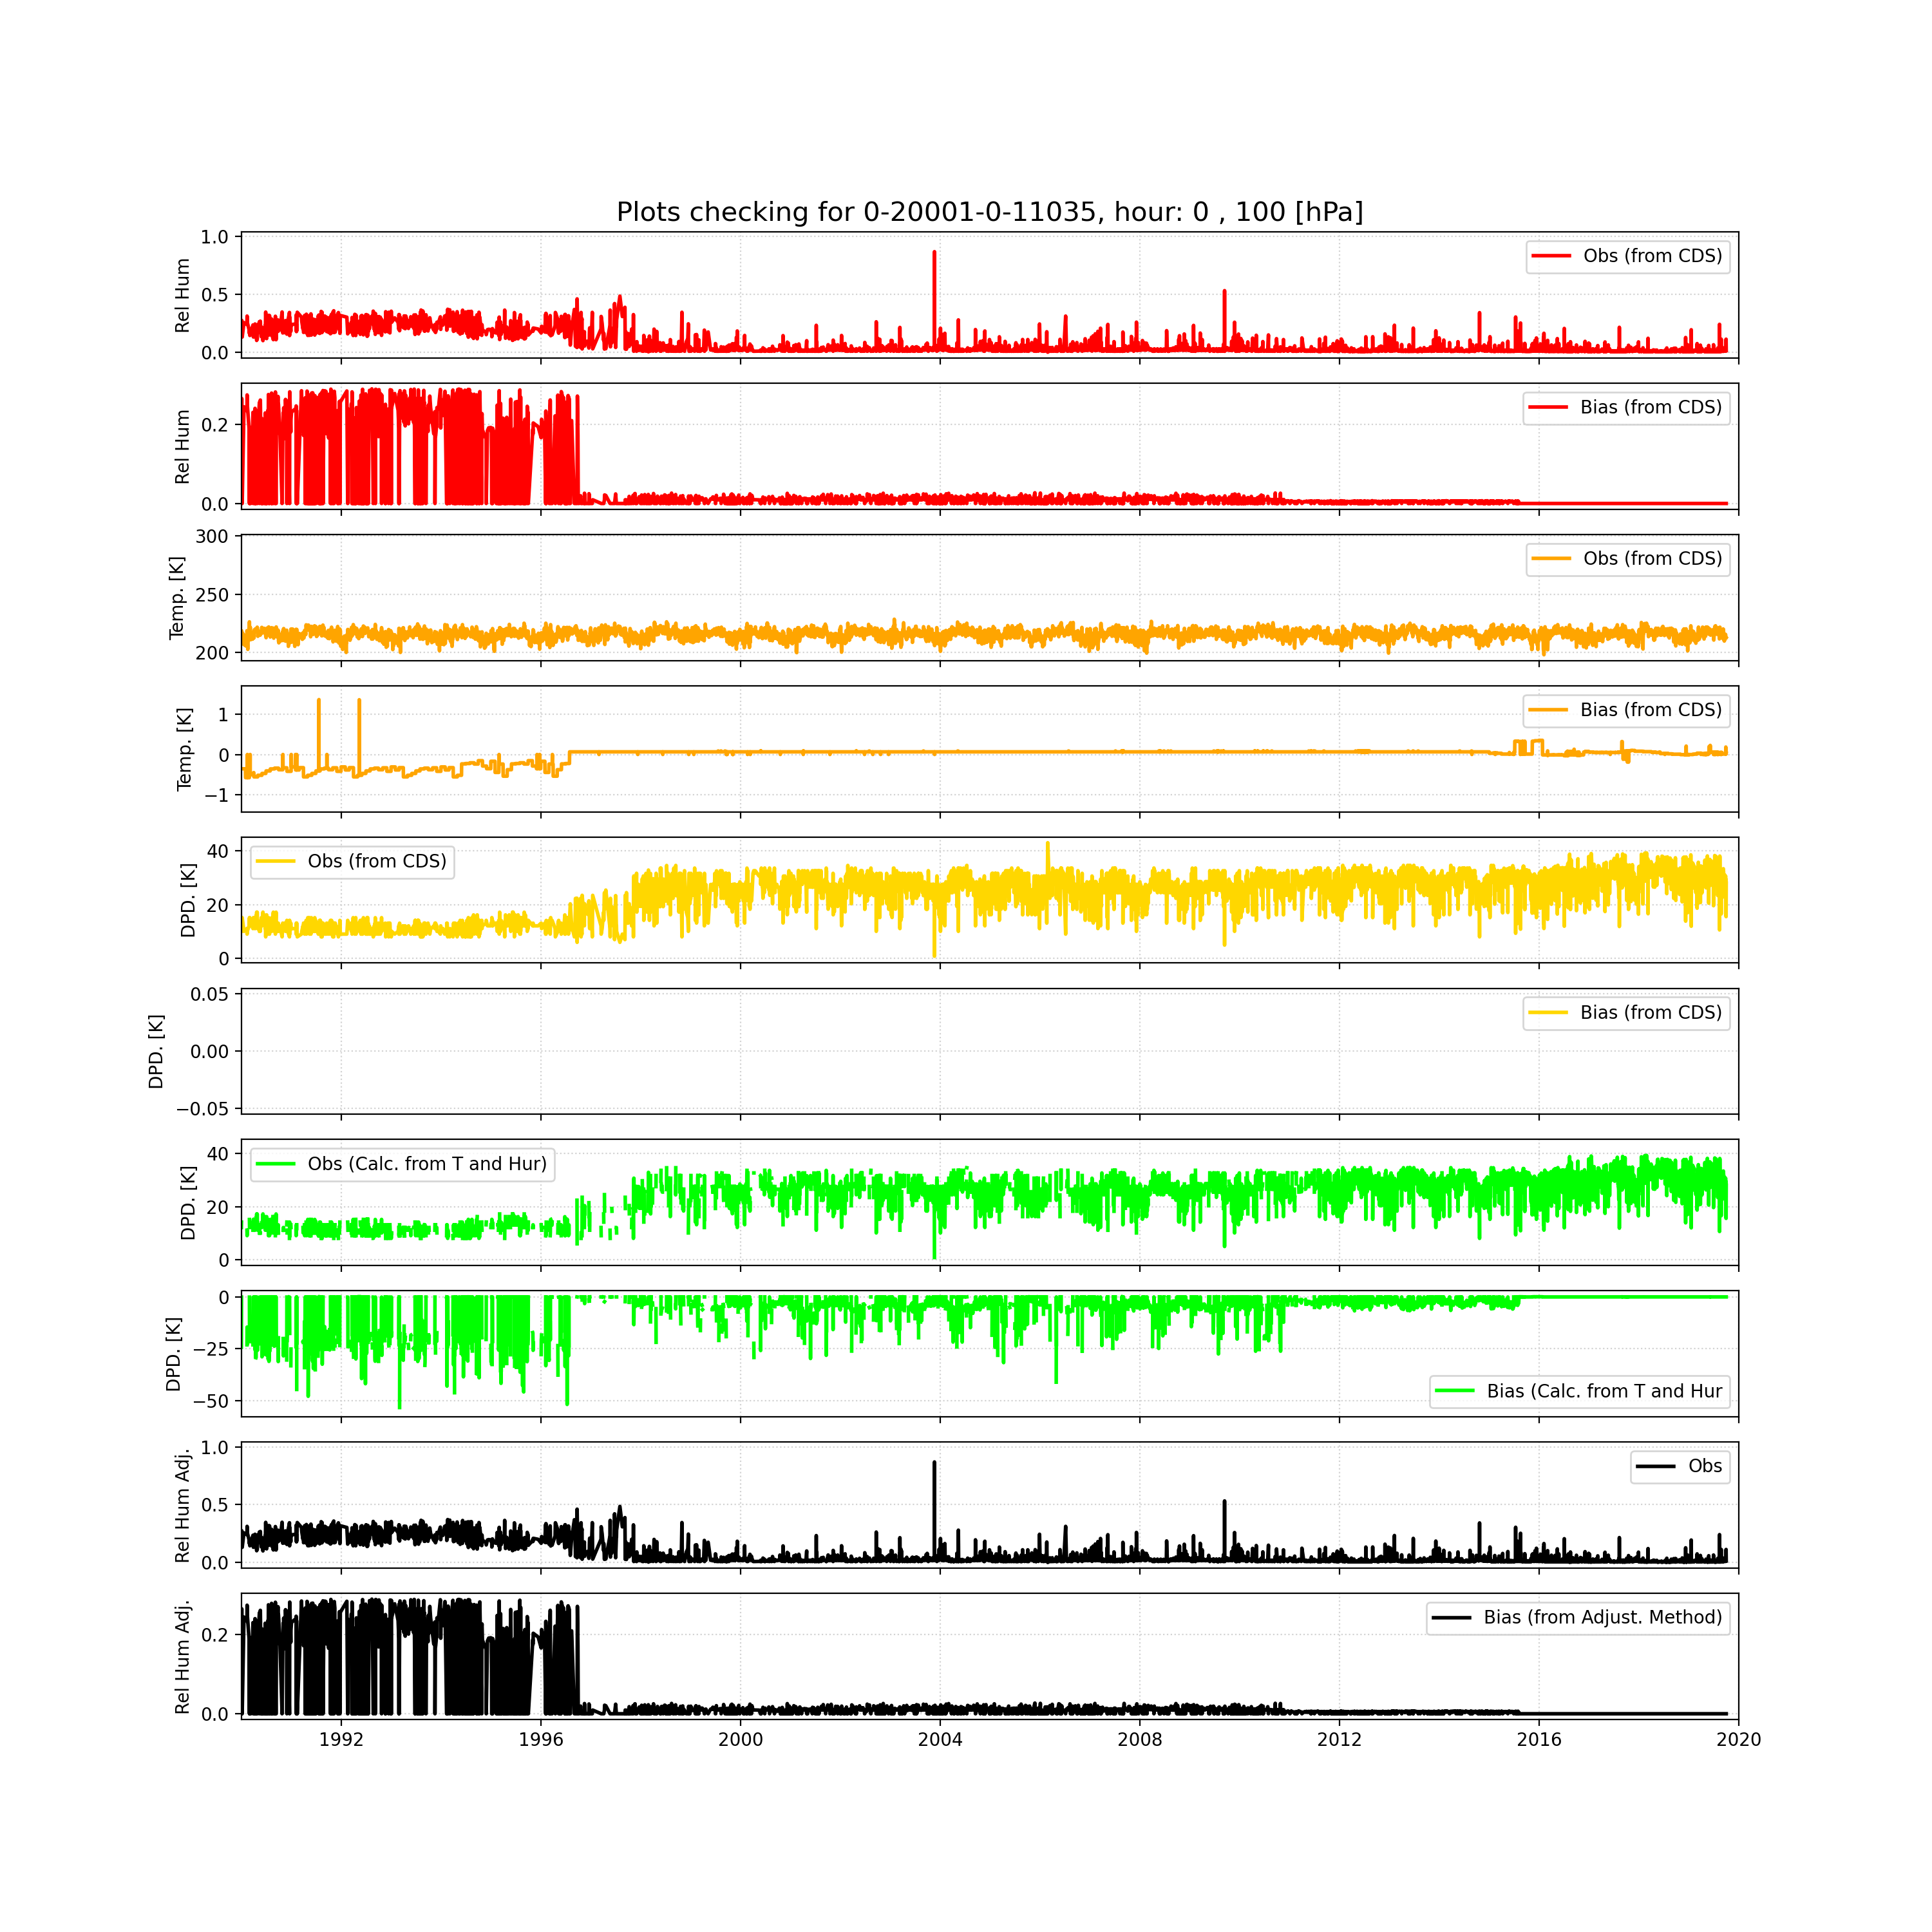 Plots checking for 0-20001-0-11035, hour: 0 , 100 [hPa]
Rel Hum
1.0
0.5
0.0
Obs (from CDS)
Rel Hum
0.2
0.0
Bias (from CDS)
Temp. [K]
300
250
200
Obs (from CDS)
Temp. [K]
1
0
−1
Bias (from CDS)
DPD. [K]
40
20
0
Obs (from CDS)
DPD. [K]
0.05
0.00
−0.05
Bias (from CDS)
DPD. [K]
40
20
0
Obs (Calc. from T and Hur)
DPD. [K]
0
−25
−50
Bias (Calc. from T and Hur
Rel Hum Adj.
1.0
0.5
0.0
Obs
Rel Hum Adj.
0.2
0.0
Bias (from Adjust. Method)
1992 1996 2000 2004 2008 2012 2016 2020